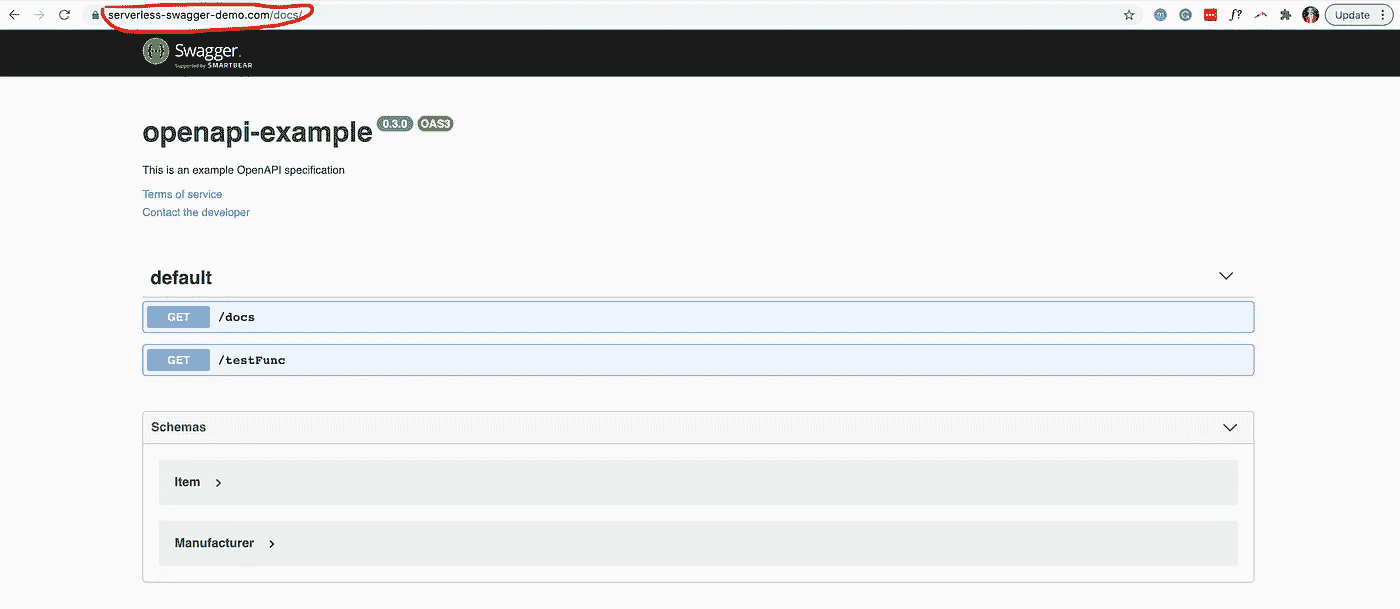 serverless-swagger-demo.com/docs/
f?
Update
Swagger.
Supported by SMARTBEAR
openapi-example 0.3.0 OAS3
This is an example OpenAPI specification
Terms of service
Contact the developer
default
GET /docs
GET /testFunc
Schemas
Item
Manufacturer